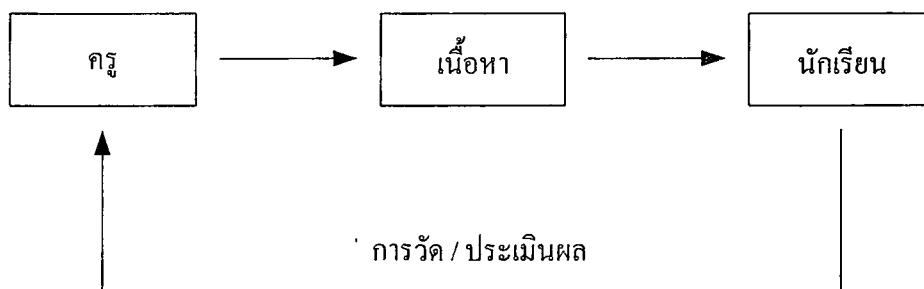 ครู เนื้อหา นักเรียน
การวัด / ประเมินผล